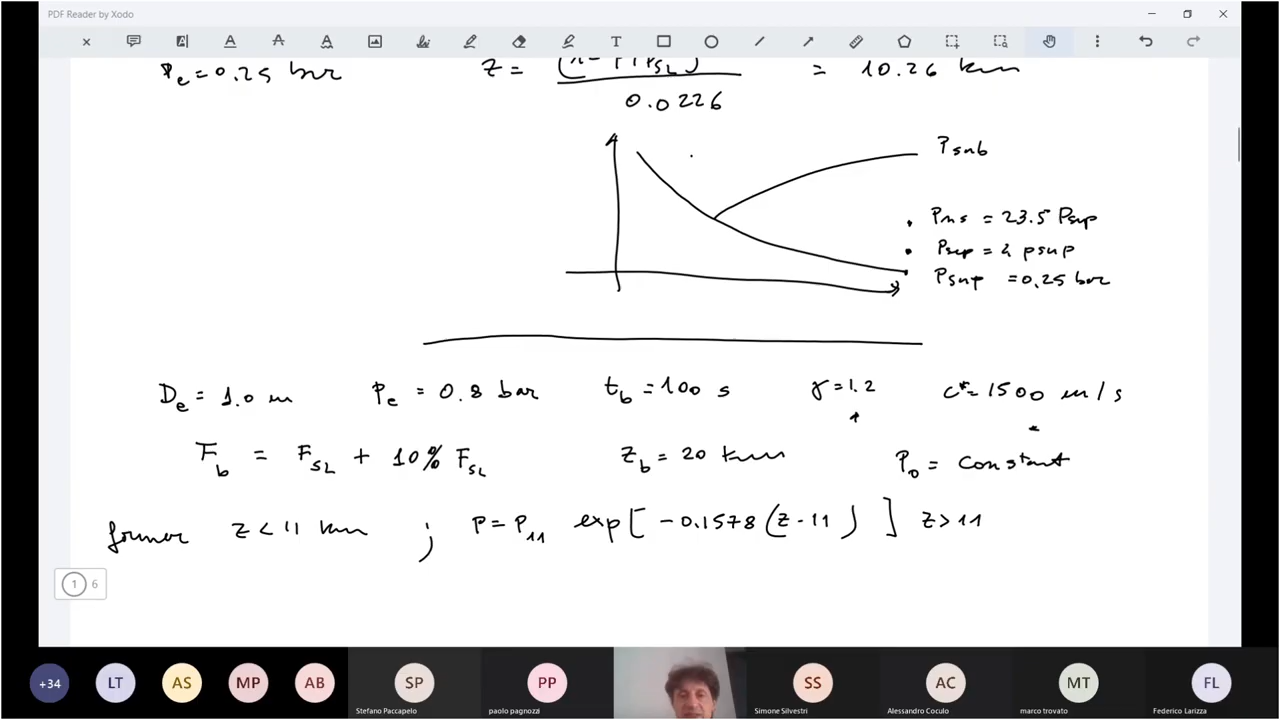 PDF Reader by Xodo
Pe = 0.25 bar
z =
= 10.26 km
0.0226
Psub
Pns = 23.5 Psup
Psup = 2 psup
Psup = 0.25 bar
De = 1.0 m Pe = 0.8 bar tb = 100 s γ = 1.2 c* = 1500 m/s
Fb = FSL + 10% FSL zb = 20 km P0 = constant
former z < 11 km ; P = P11 exp[ -0.1578 (z - 11) ] z > 11
1 6
+34 LT AS MP AB SP PP SS AC MT FL
Stefano Paccapelo paolo pagnozzi Simone Silvestri Alessandro Coculo marco trovato Federico Larizza